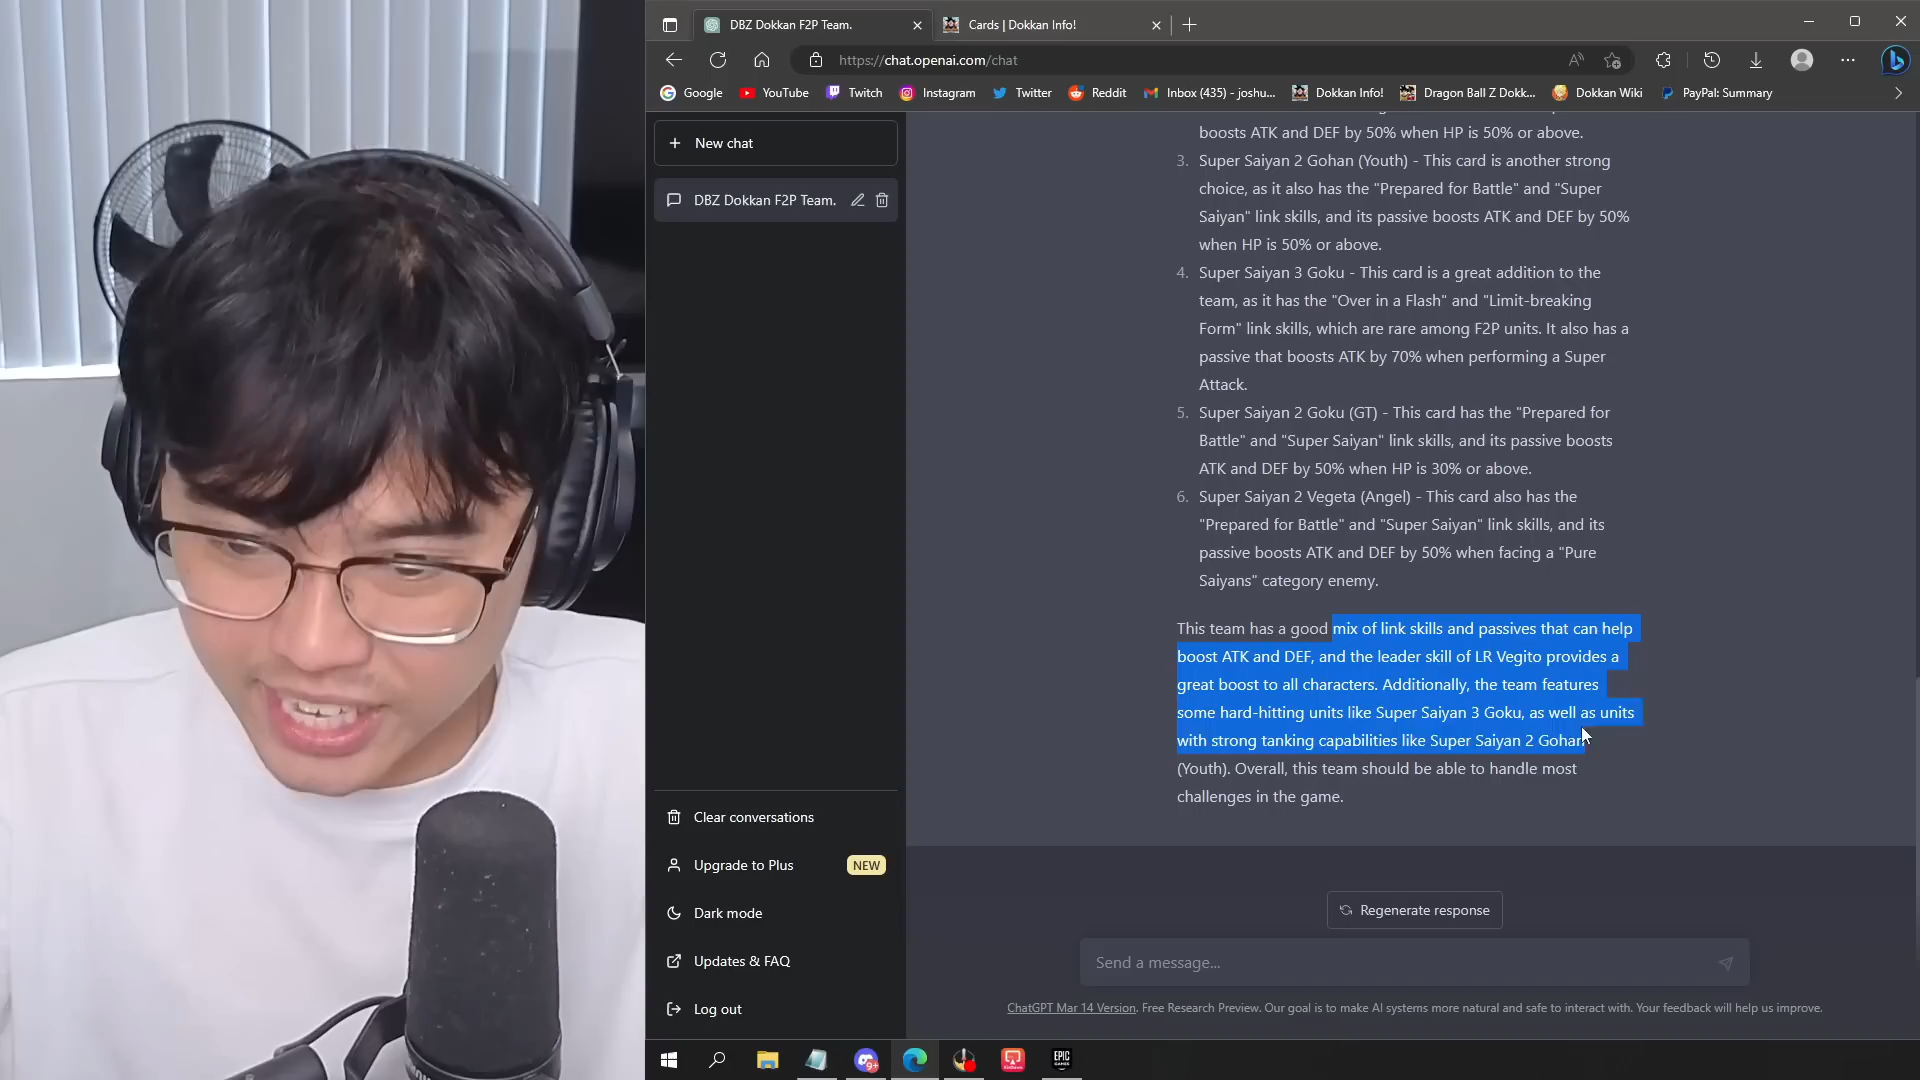 DBZ Dokkan F2P Team.
Cards | Dokkan Info!
https://chat.openai.com/chat
Google
YouTube
Twitch
Instagram
Twitter
Reddit
Inbox (435) - joshu...
Dokkan Info!
Dragon Ball Z Dokk...
Dokkan Wiki
PayPal: Summary
New chat
DBZ Dokkan F2P Team.
boosts ATK and DEF by 50% when HP is 50% or above.
3. Super Saiyan 2 Gohan (Youth) - This card is another strong
choice, as it also has the "Prepared for Battle" and "Super
Saiyan" link skills, and its passive boosts ATK and DEF by 50%
when HP is 50% or above.
4. Super Saiyan 3 Goku - This card is a great addition to the
team, as it has the "Over in a Flash" and "Limit-breaking
Form" link skills, which are rare among F2P units. It also has a
passive that boosts ATK by 70% when performing a Super
Attack.
5. Super Saiyan 2 Goku (GT) - This card has the "Prepared for
Battle" and "Super Saiyan" link skills, and its passive boosts
ATK and DEF by 50% when HP is 30% or above.
6. Super Saiyan 2 Vegeta (Angel) - This card also has the
"Prepared for Battle" and "Super Saiyan" link skills, and its
passive boosts ATK and DEF by 50% when facing a "Pure
Saiyans" category enemy.
This team has a good mix of link skills and passives that can help
boost ATK and DEF, and the leader skill of LR Vegito provides a
great boost to all characters. Additionally, the team features
some hard-hitting units like Super Saiyan 3 Goku, as well as units
with strong tanking capabilities like Super Saiyan 2 Gohan
(Youth). Overall, this team should be able to handle most
challenges in the game.
Clear conversations
Upgrade to Plus
NEW
Dark mode
Updates & FAQ
Log out
Regenerate response
Send a message...
ChatGPT Mar 14 Version. Free Research Preview. Our goal is to make AI systems more natural and safe to interact with. Your feedback will help us improve.
9+
EPIC
GAMES